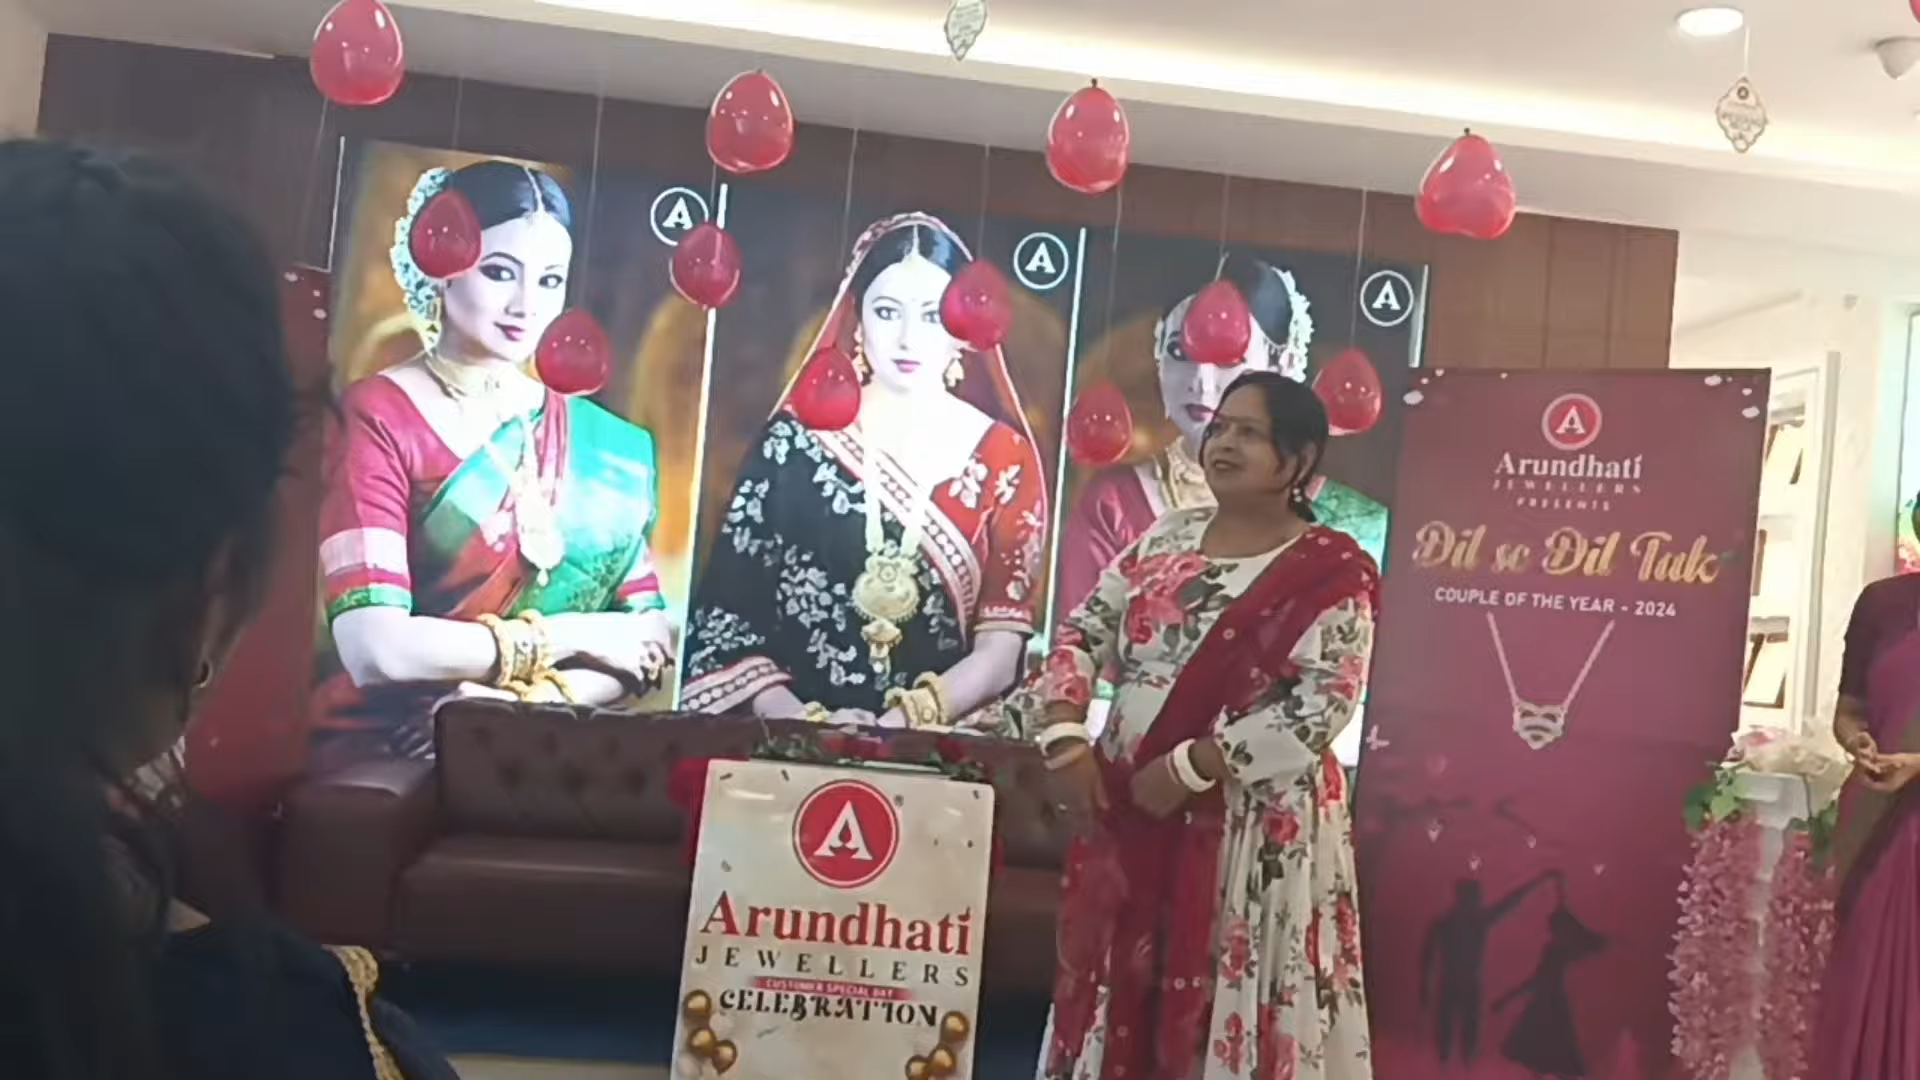 A
A
A
A
Arundhati
JEWELLERS
PRESENTS
Dil se Dil Tak
COUPLE OF THE YEAR - 2024
A
®
Arundhati
JEWELLERS
CUSTOMER SPECIAL DAY
CELEBRATION